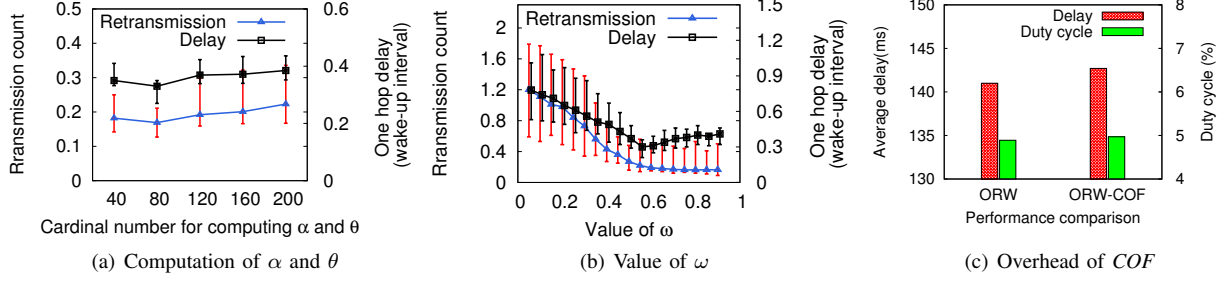 Rransmission count
0.5
0.4
0.3
0.2
0.1
0
Retransmission
Delay
0.6
0.4
0.2
0
One hop delay
(wake-up interval)
40 80 120 160 200
Cardinal number for computing α and θ
(a) Computation of α and θ
Rransmission count
2
1.6
1.2
0.8
0.4
0
Retransmission
Delay
1.5
1.2
0.9
0.6
0.3
0
One hop delay
(wake-up interval)
0 0.2 0.4 0.6 0.8 1
Value of ω
(b) Value of ω
Average delay(ms)
150
145
140
135
130
Delay
Duty cycle
8
7
6
5
4
Duty cycle (%)
ORW ORW-COF
Performance comparison
(c) Overhead of COF